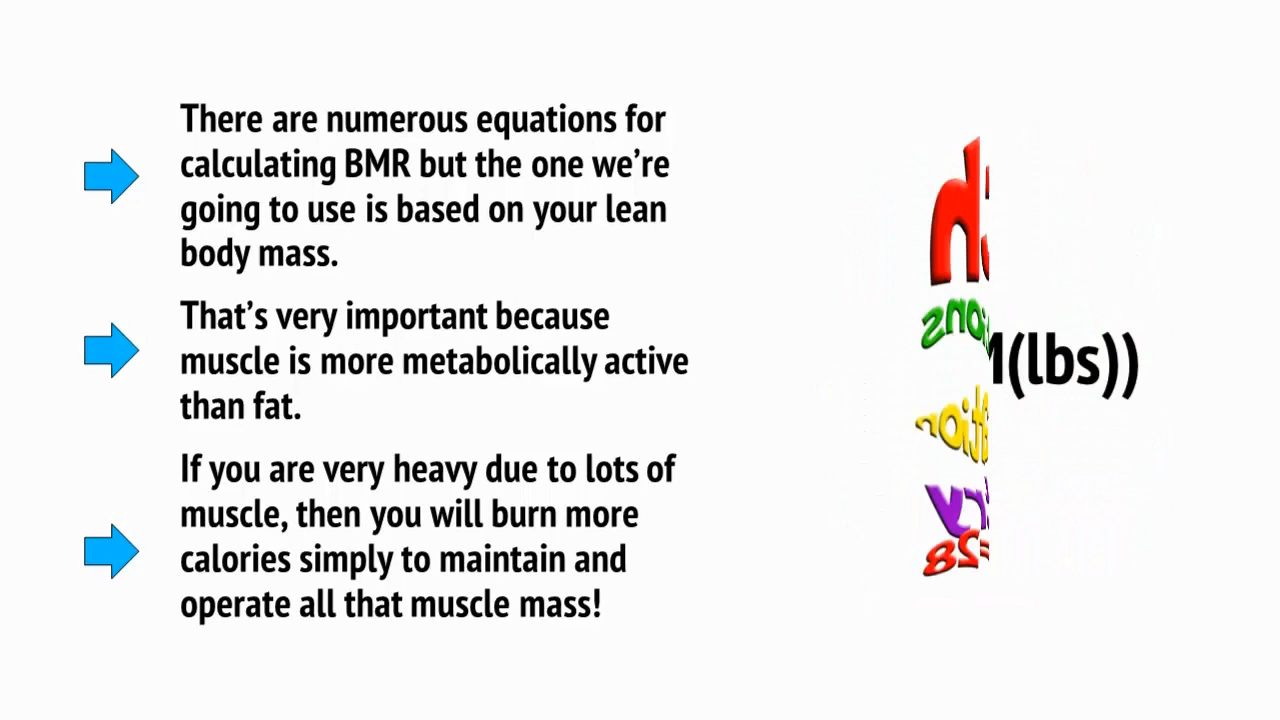 There are numerous equations for
calculating BMR but the one we’re
going to use is based on your lean
body mass.
That’s very important because
muscle is more metabolically active
than fat.
If you are very heavy due to lots of
muscle, then you will burn more
calories simply to maintain and
operate all that muscle mass!
(lbs))